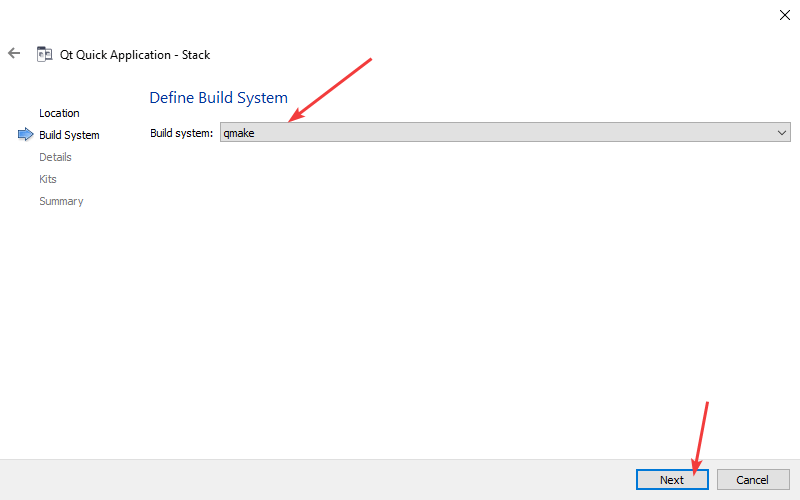 Qt Quick Application - Stack
Define Build System
Location
Build System
Details
Kits
Summary
Build system:
qmake
Next
Cancel